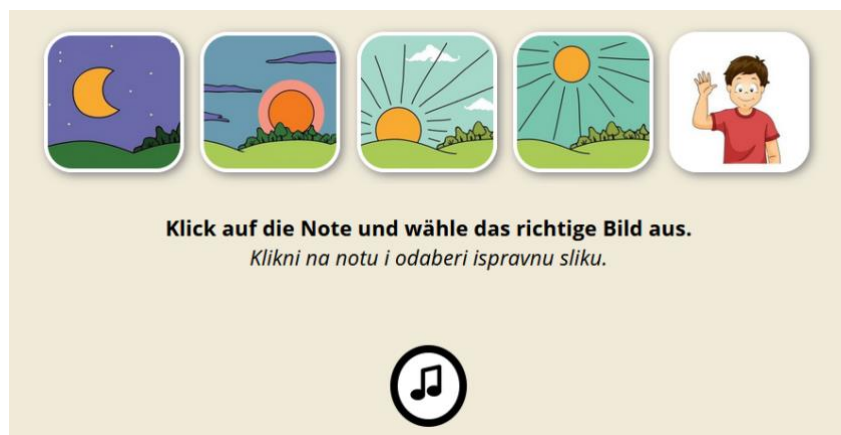 Klick auf die Note und wähle das richtige Bild aus.
Klikni na notu i odaberi ispravnu sliku.